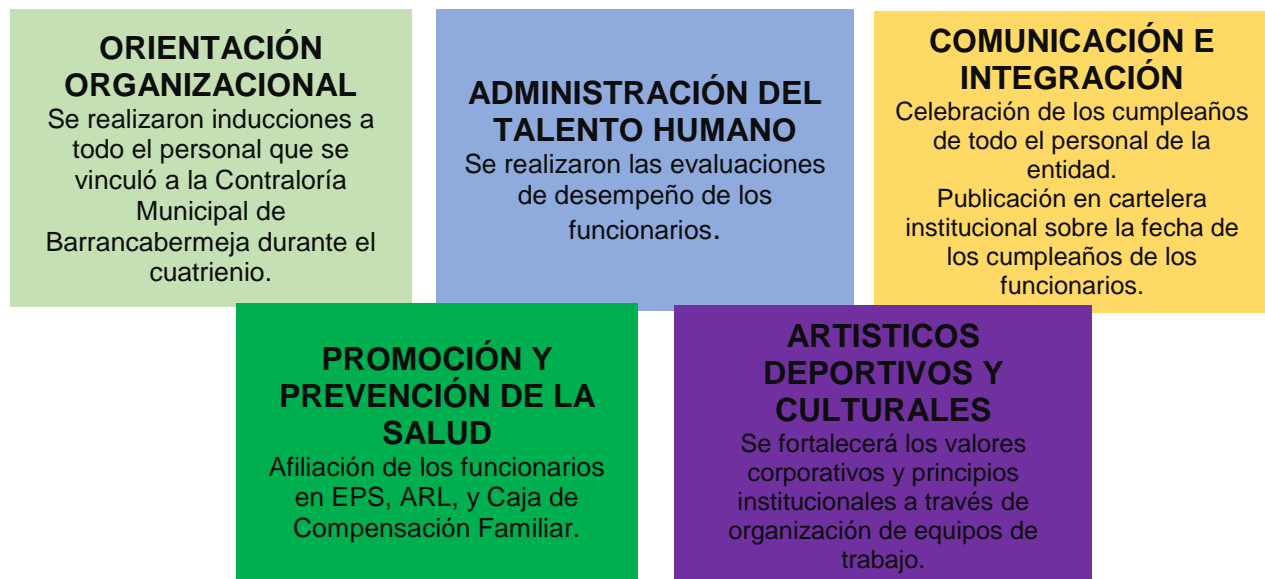 ORIENTACIÓN
ORGANIZACIONAL
Se realizaron inducciones a
todo el personal que se
vinculó a la Contraloría
Municipal de
Barrancabermeja durante el
cuatrienio.
ADMINISTRACIÓN DEL
TALENTO HUMANO
Se realizaron las evaluaciones
de desempeño de los
funcionarios.
COMUNICACIÓN E
INTEGRACIÓN
Celebración de los cumpleaños
de todo el personal de la
entidad.
Publicación en cartelera
institucional sobre la fecha de
los cumpleaños de los
funcionarios.
PROMOCIÓN Y
PREVENCIÓN DE LA
SALUD
Afiliación de los funcionarios
en EPS, ARL, y Caja de
Compensación Familiar.
ARTISTICOS
DEPORTIVOS Y
CULTURALES
Se fortalecerá los valores
corporativos y principios
institucionales a través de
organización de equipos de
trabajo.